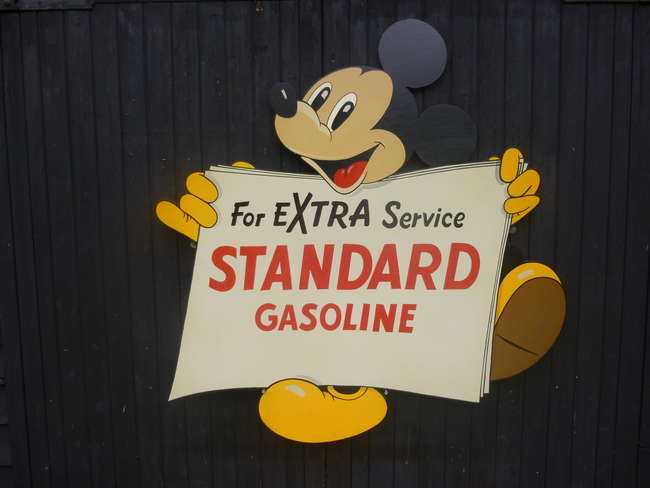 For EXTRA Service
STANDARD
GASOLINE